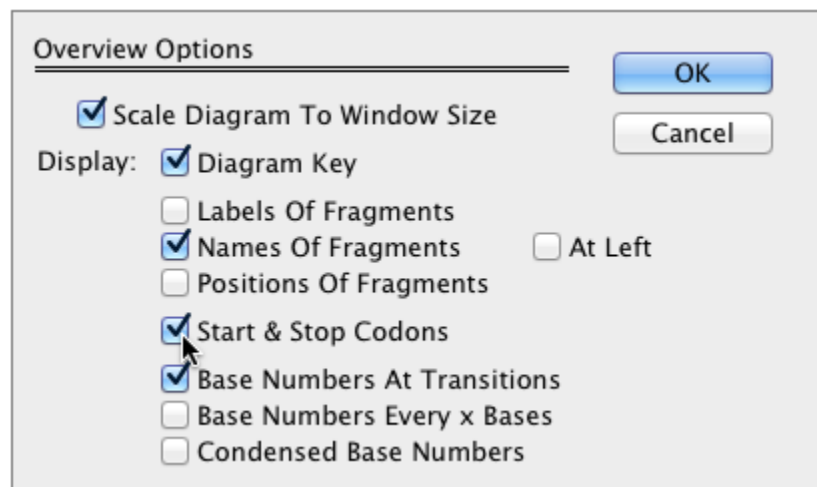 Overview Options
OK
Scale Diagram To Window Size
Cancel
Display:
Diagram Key
Labels Of Fragments
Names Of Fragments
At Left
Positions Of Fragments
Start & Stop Codons
Base Numbers At Transitions
Base Numbers Every x Bases
Condensed Base Numbers